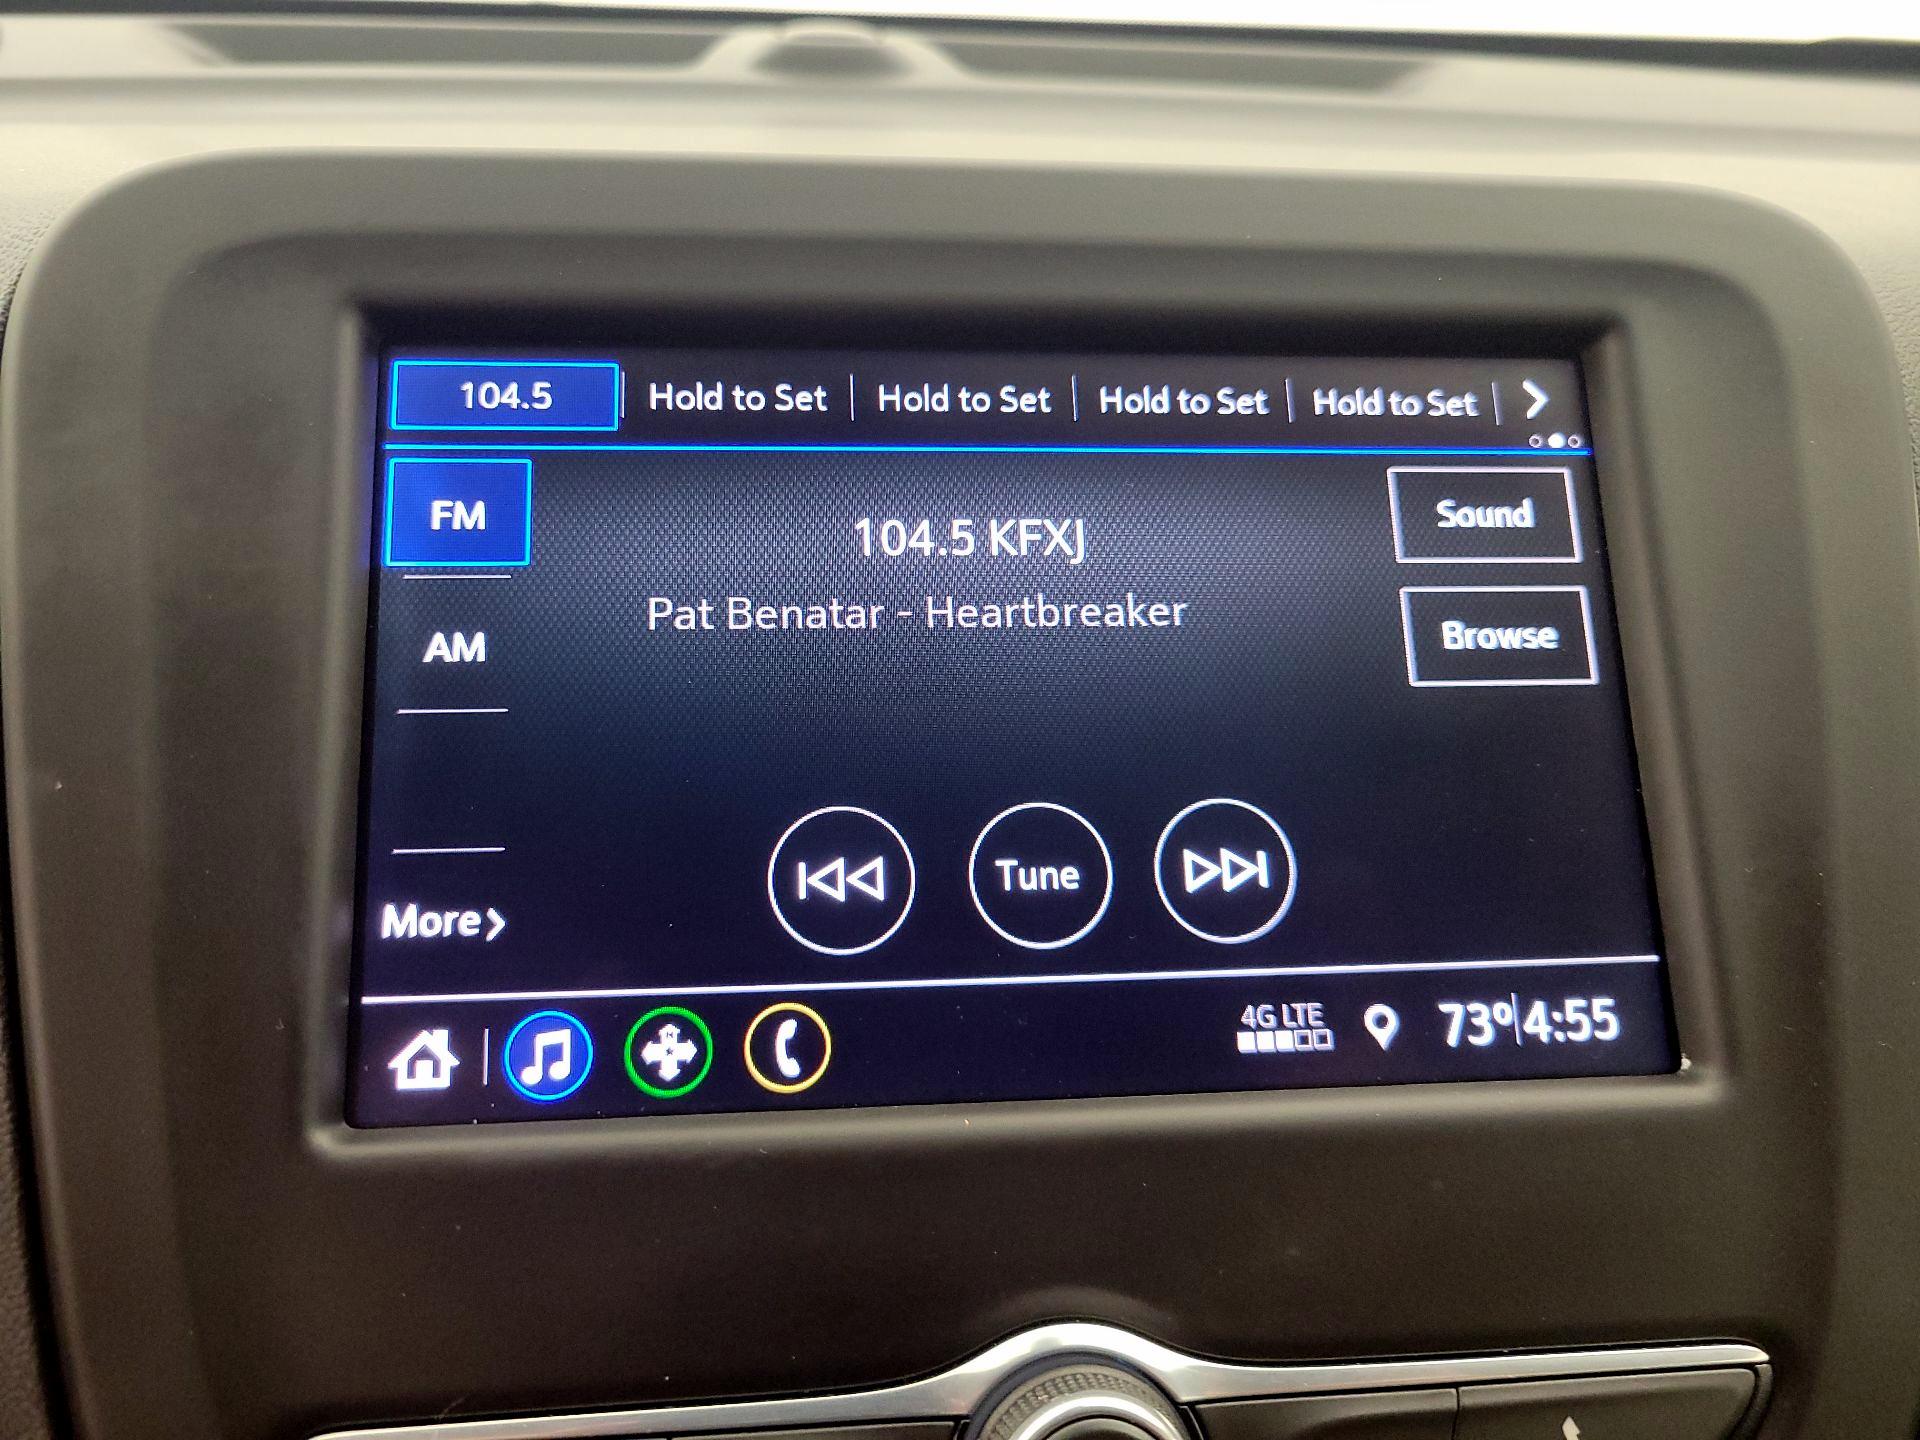 104.5 | Hold to Set | Hold to Set | Hold to Set | Hold to Set |
FM
104.5 KFXJ
Sound
Pat Benatar - Heartbreaker
AM
Browse
Tune
More
4G LTE
73° 4:55